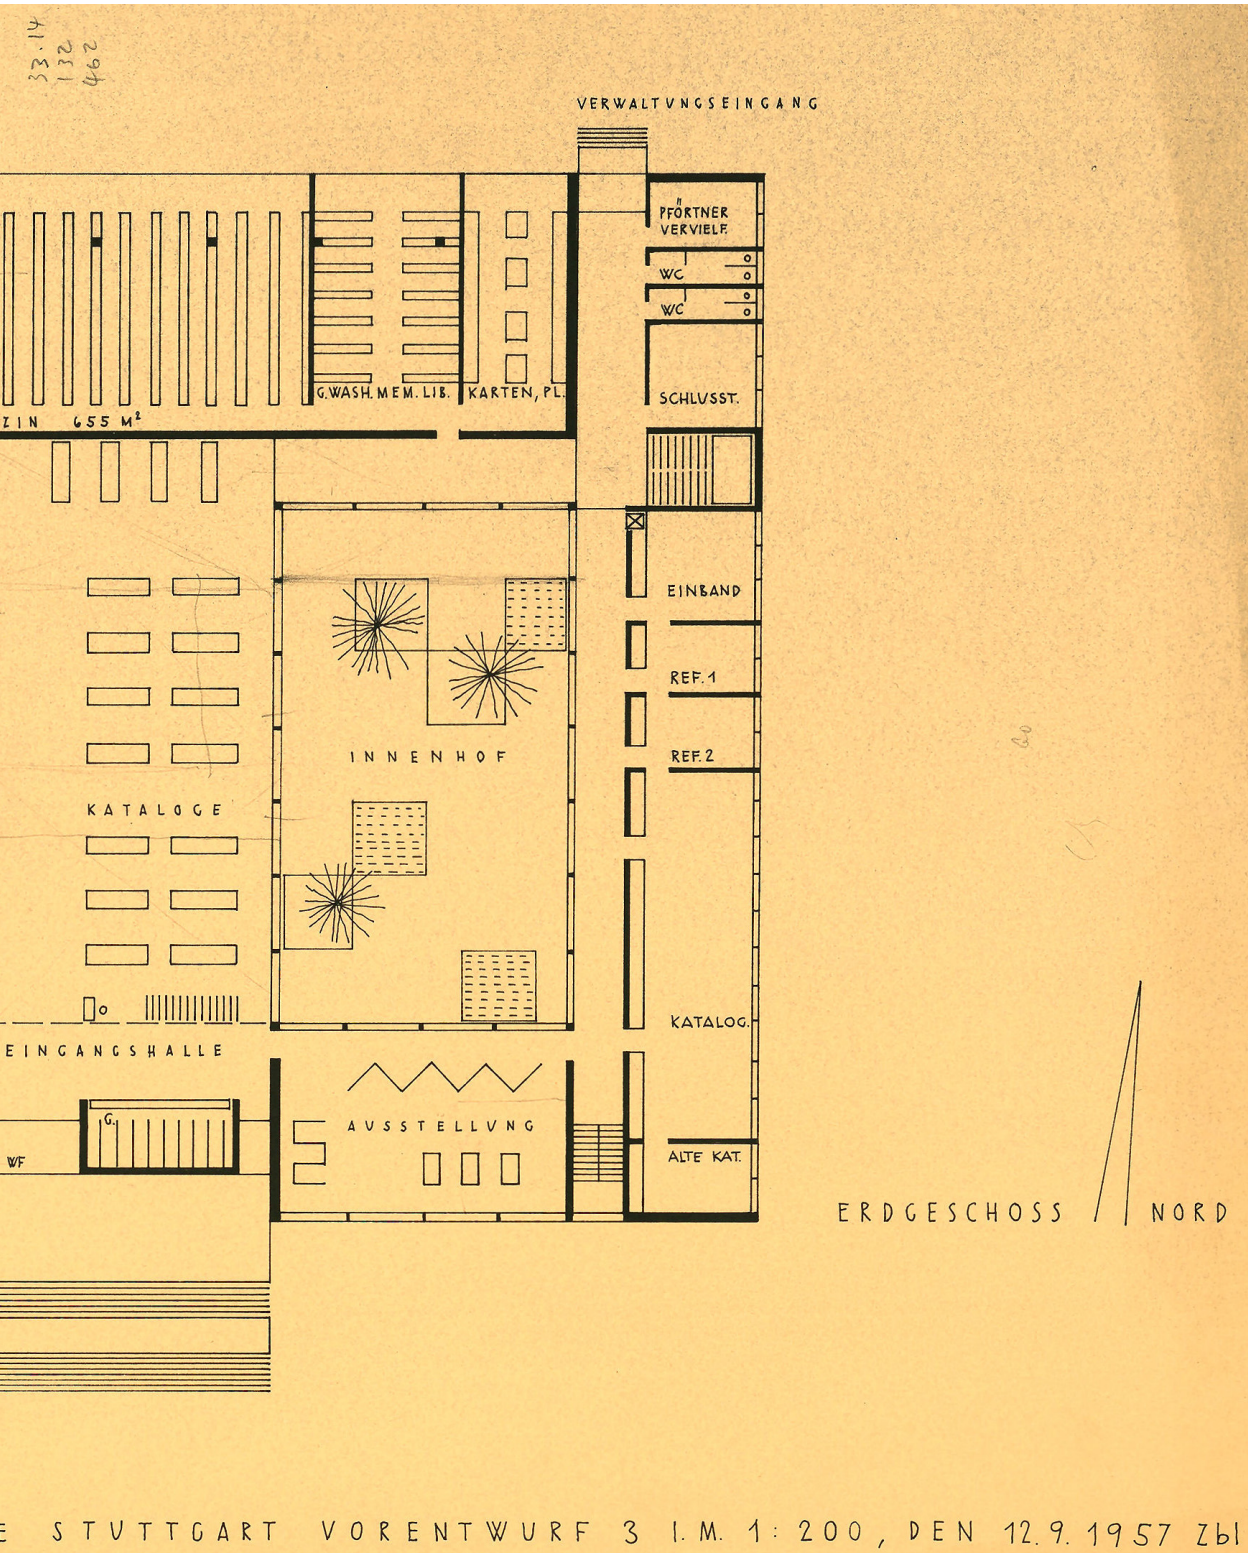 33.14
132
462
VERWALTUNGSEINGANG
PFÖRTNER
VERVIELF.
WC
WC
SCHLUSST.
G.WASH.MEM.LIB.
KARTEN, PL.
ZIN 655 M²
EINBAND
REF.1
REF.2
INNENHOF
KATALOGE
KATALOG.
EINGANGSHALLE
G.
AUSSTELLUNG
WF
ALTE KAT.
ERDGESCHOSS
NORD
E STUTTGART VORENTWURF 3 I.M. 1:200, DEN 12.9.1957 Zbl